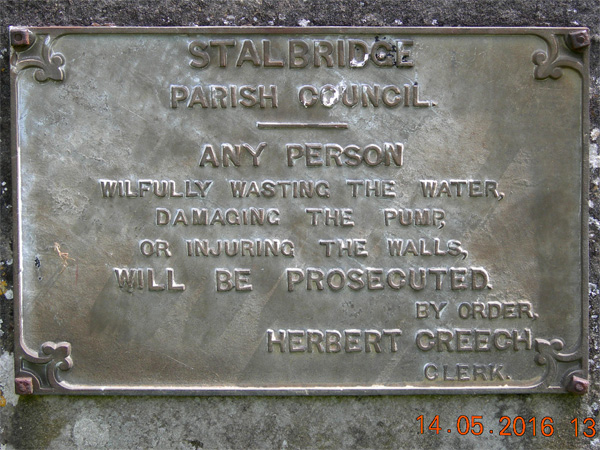 STALBRIDGE
PARISH COUNCIL.
ANY PERSON
WILFULLY WASTING THE WATER,
DAMAGING THE PUMP,
OR INJURING THE WALLS,
WILL BE PROSECUTED.
BY ORDER.
HERBERT CREECH
CLERK.
14.05.2016 13